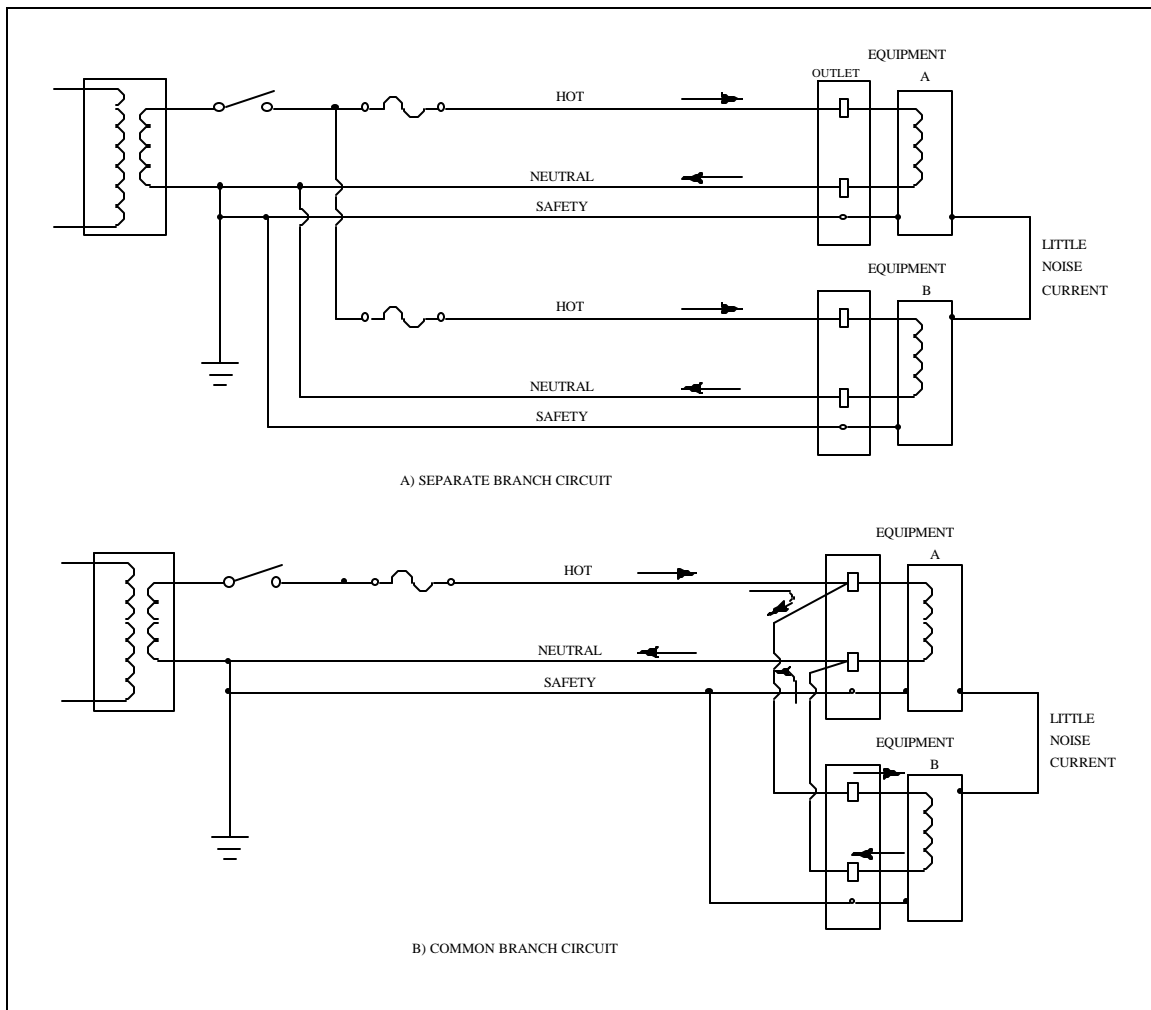 EQUIPMENT
OUTLET
A
HOT
NEUTRAL
SAFETY
LITTLE
NOISE
CURRENT
EQUIPMENT
B
HOT
NEUTRAL
SAFETY
A) SEPARATE BRANCH CIRCUIT
EQUIPMENT
A
HOT
NEUTRAL
SAFETY
LITTLE
NOISE
CURRENT
EQUIPMENT
B
B) COMMON BRANCH CIRCUIT